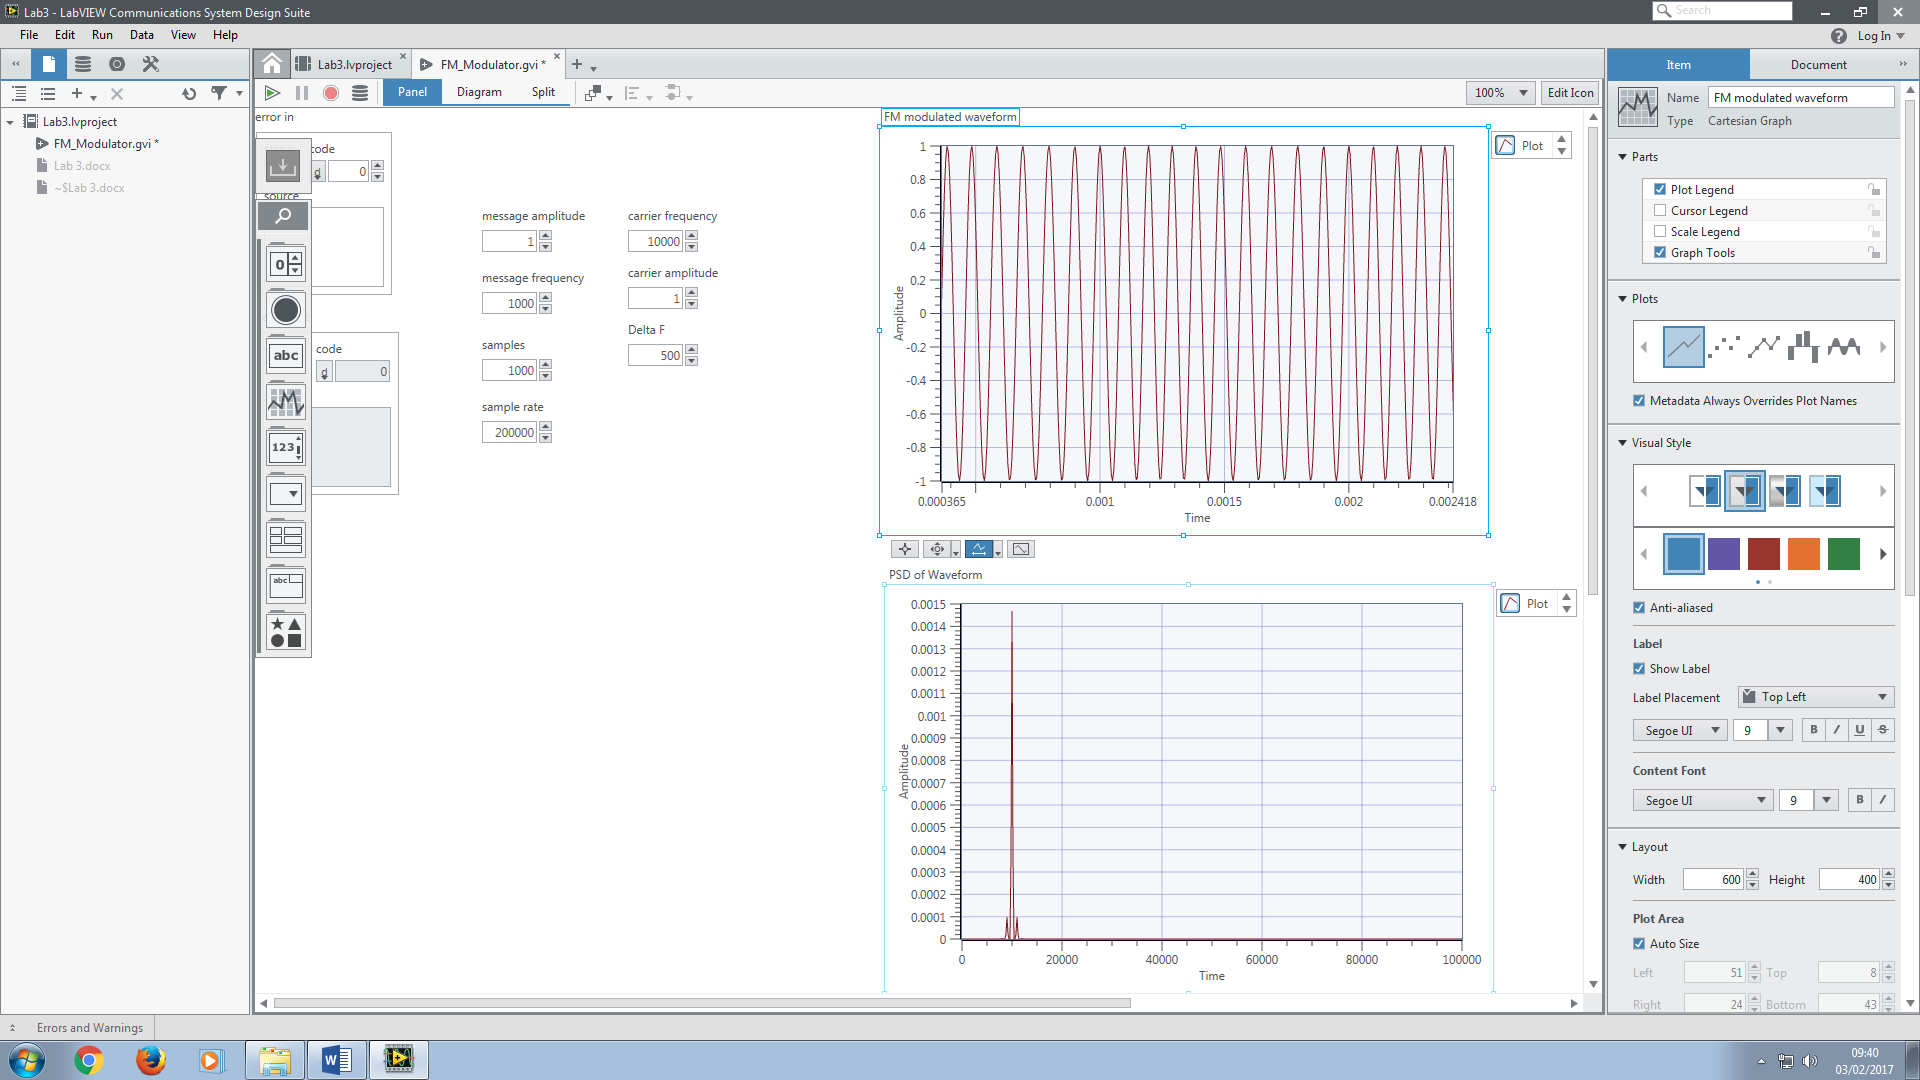 Lab3 - LabVIEW Communications System Design Suite
Search
File Edit Run Data View Help
Log In
Lab3.lvproject
FM_Modulator.gvi *
Panel Diagram Split
100%
Edit Icon
Lab3.lvproject
FM_Modulator.gvi *
Lab 3.docx
~$Lab 3.docx
error in
code
d
0
source
abc
123
abc
code
d
0
message amplitude
1
message frequency
1000
samples
1000
sample rate
200000
carrier frequency
10000
carrier amplitude
1
Delta F
500
FM modulated waveform
Plot
1
0.8
0.6
0.4
0.2
0
-0.2
-0.4
-0.6
-0.8
-1
Amplitude
0.000365 0.001 0.0015 0.002 0.002418
Time
PSD of Waveform
Plot
0.0015
0.0014
0.0013
0.0012
0.0011
0.001
0.0009
0.0008
0.0007
0.0006
0.0005
0.0004
0.0003
0.0002
0.0001
0
Amplitude
0 20000 40000 60000 80000 100000
Time
Item Document
Name FM modulated waveform
Type Cartesian Graph
Parts
Plot Legend
Cursor Legend
Scale Legend
Graph Tools
Plots
Metadata Always Overrides Plot Names
Visual Style
Anti-aliased
Label
Show Label
Label Placement Top Left
Segoe UI 9 B I U S
Content Font
Segoe UI 9 B I
Layout
Width 600 Height 400
Plot Area
Auto Size
Left 51 Top 8
Right 24 Bottom 43
Errors and Warnings
09:40
03/02/2017